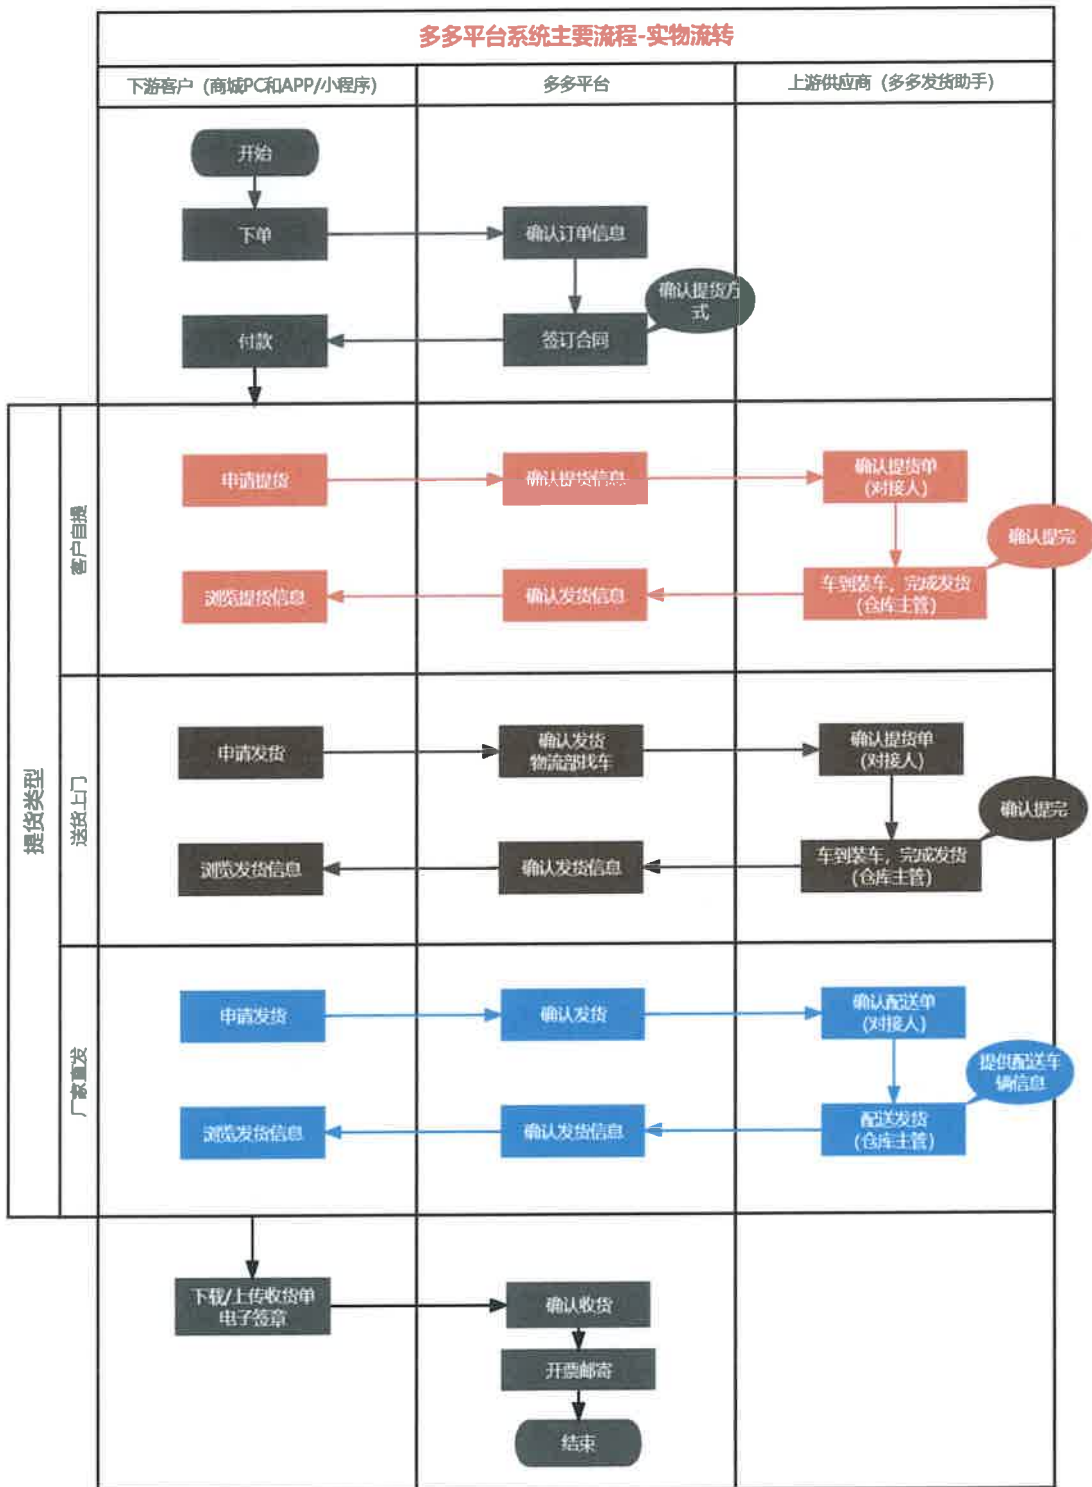 多多平台系统主要流程-实物流转
下游客户（商城PC和APP/小程序）
多多平台
上游供应商（多多发货助手）
开始
下单
确认订单信息
确认提货方
式
付款
签订合同
提货类型
客户自提
申请提货
确认提货信息
确认提货单
(对接人)
确认提完
浏览提货信息
确认发货信息
车到装车，完成发货
(仓库主管)
送货上门
申请发货
确认发货
物流部找车
确认提货单
(对接人)
确认提完
浏览发货信息
确认发货信息
车到装车，完成发货
(仓库主管)
厂家直发
申请发货
确认发货
确认配送单
(对接人)
提供配送车
辆信息
浏览发货信息
确认发货信息
配送发货
(仓库主管)
下载/上传收货单
电子签章
确认收货
开票邮寄
结束